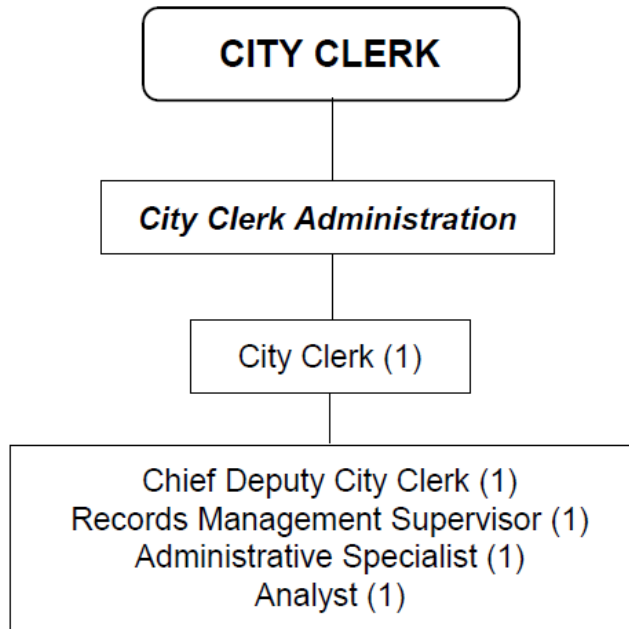 CITY CLERK
City Clerk Administration
City Clerk (1)
Chief Deputy City Clerk (1)
Records Management Supervisor (1)
Administrative Specialist (1)
Analyst (1)